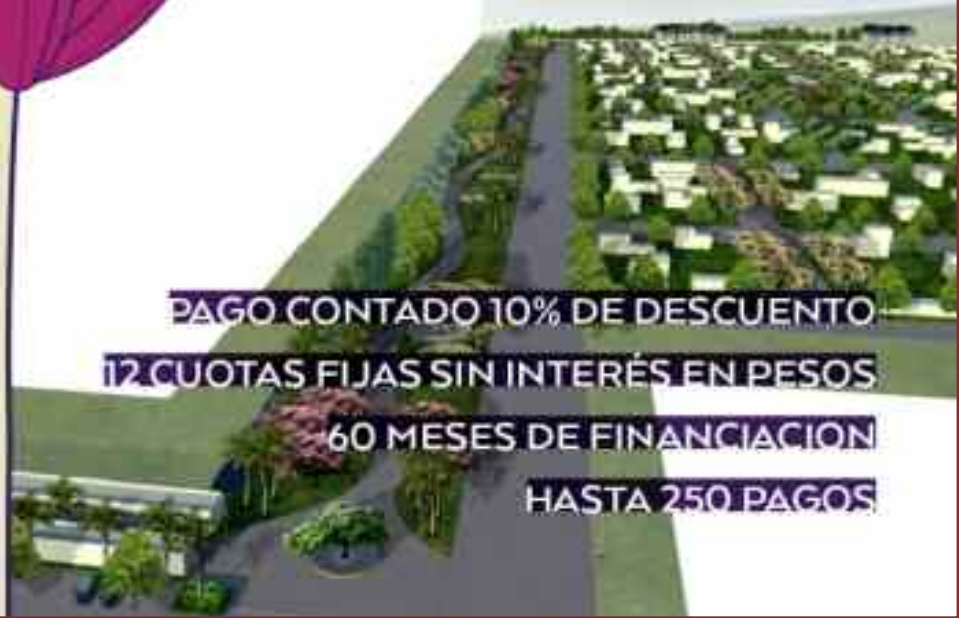 PAGO CONTADO 10% DE DESCUENTO
12 CUOTAS FIJAS SIN INTERÉS EN PESOS
60 MESES DE FINANCIACION
HASTA 250 PAGOS